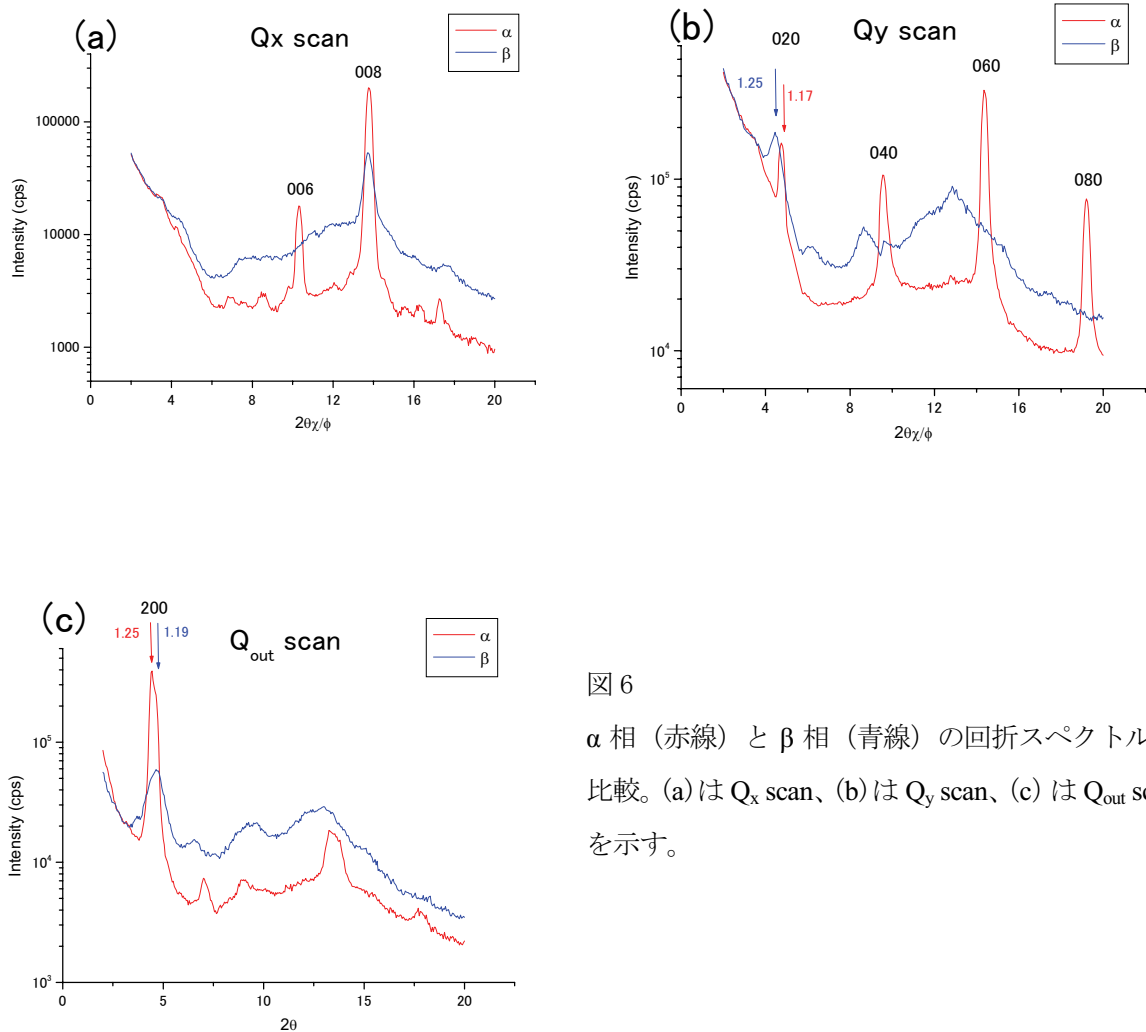 (a)
Qx scan
α
β
008
006
100000
10000
1000
Intensity (cps)
0 4 8 12 16 20
2θχ/ϕ
(b)
Qy scan
α
β
020
060
1.25
1.17
040
080
10⁵
10⁴
Intensity (cps)
0 4 8 12 16 20
2θχ/ϕ
(c)
200
Q_out scan
1.25
1.19
α
β
10⁵
10⁴
10³
Intensity (cps)
0 5 10 15 20
2θ
図 6
α 相（赤線）と β 相（青線）の回折スペクトル
比較。(a)は Qx scan、(b)は Qy scan、(c) は Qout sc
を示す。